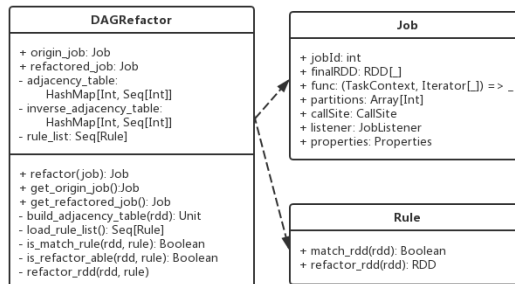 DAGRefactor
+ origin_job: Job
+ refactored_job: Job
- adjacency_table:
HashMap[Int, Seq[Int]]
- inverse_adjacency_table:
HashMap[Int, Seq[Int]]
- rule_list: Seq[Rule]
+ refactor(job): Job
+ get_origin_job():Job
+ get_refactored_job(): Job
- build_adjacency_table(rdd): Unit
- load_rule_list(): Seq[Rule]
- is_match_rule(rdd, rule): Boolean
- is_refactor_able(rdd, rule): Boolean
- refactor_rdd(rdd, rule)
Job
+ jobId: int
+ finalRDD: RDD[_]
+ func: (TaskContext, Iterator[_]) => _
+ partitions: Array[Int]
+ callSite: CallSite
+ listener: JobListener
+ properties: Properties
Rule
+ match_rdd(rdd): Boolean
+ refactor_rdd(rdd): RDD